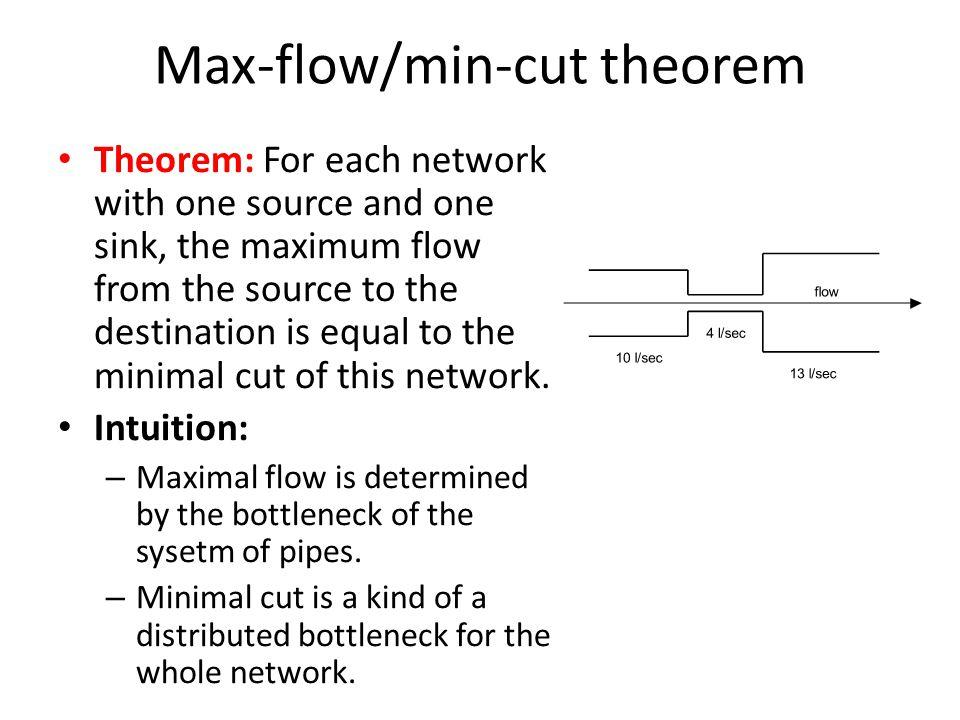 Max-flow/min-cut theorem
• Theorem: For each network
with one source and one
sink, the maximum flow
from the source to the
destination is equal to the
minimal cut of this network.
• Intuition:
– Maximal flow is determined
by the bottleneck of the
sysetm of pipes.
– Minimal cut is a kind of a
distributed bottleneck for the
whole network.
flow
4 l/sec
10 l/sec
13 l/sec